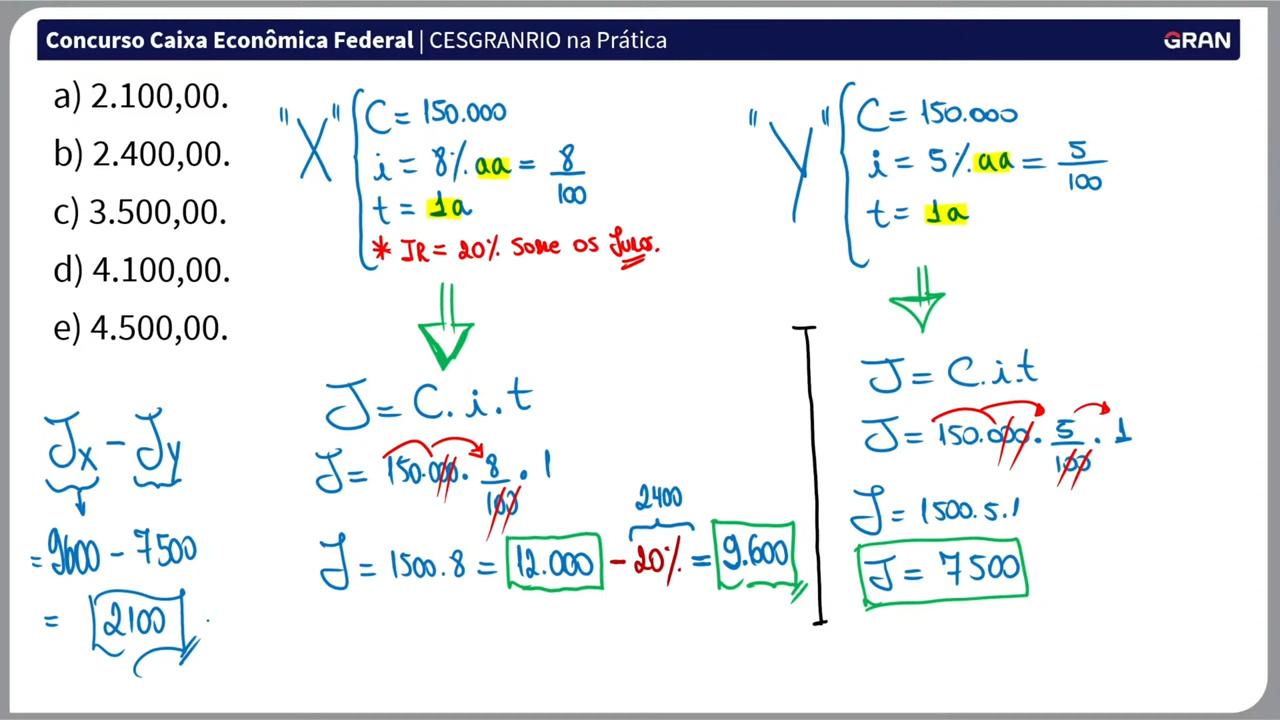 Concurso Caixa Econômica Federal | CESGRANRIO na Prática
GRAN
a) 2.100,00.
b) 2.400,00.
c) 3.500,00.
d) 4.100,00.
e) 4.500,00.
"X"
C = 150.000
i = 8% aa = 8/100
t = 1a
* IR = 20% sobre os Juros.
J = C.i.t
J = 150.000 . 8/100 . 1
J = 1500.8 = 12.000 - 20% = 9.600
2400
"Y"
C = 150.000
i = 5% aa = 5/100
t = 1a
J = C.i.t
J = 150.000 . 5/100 . 1
J = 1500.5.1
J = 7500
Jx - Jy
= 9600 - 7500
= 2100